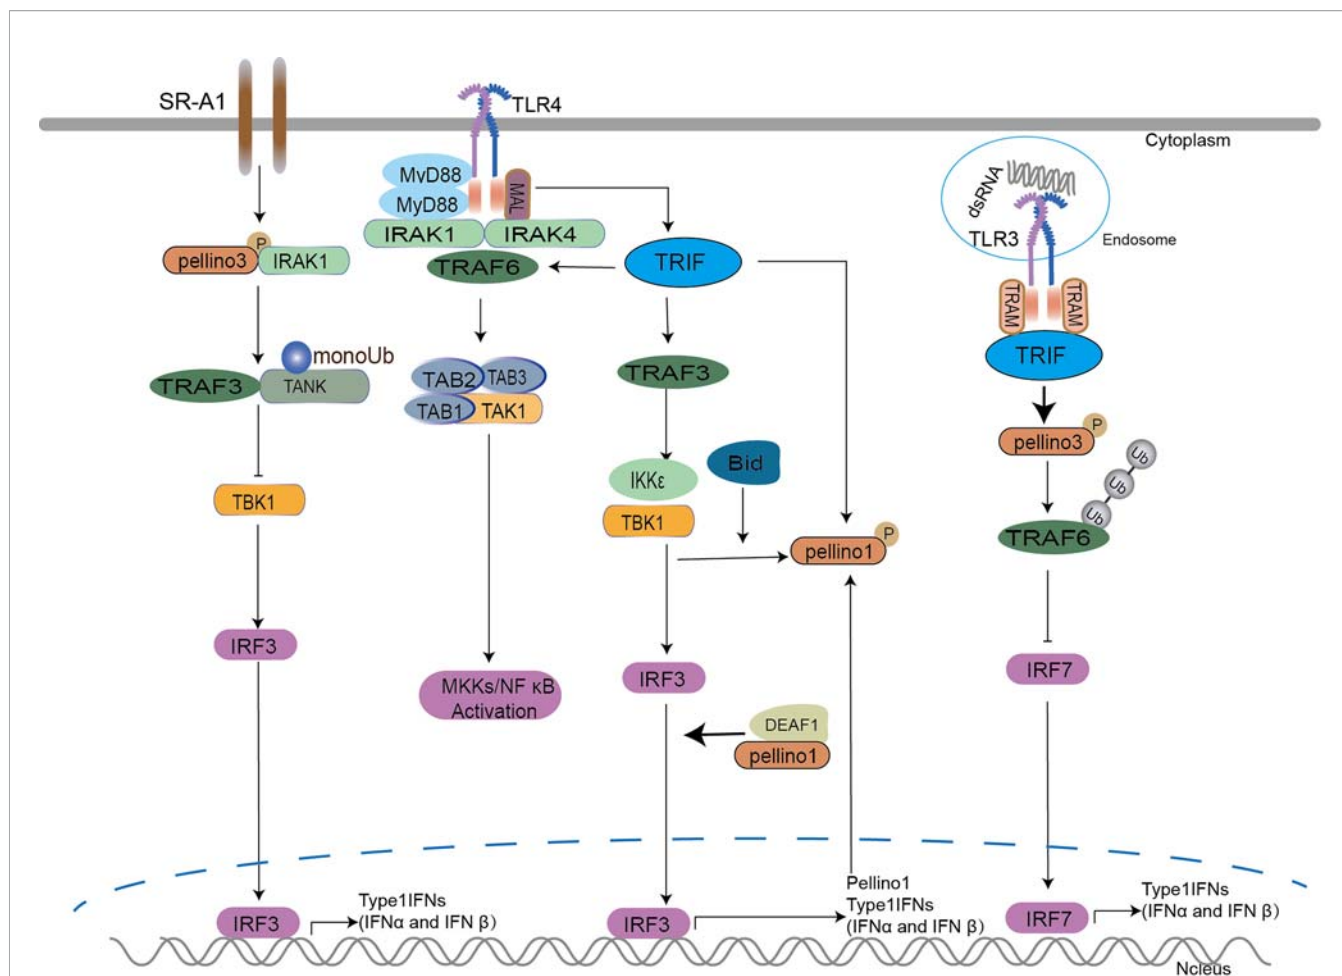 SR-A1
TLR4
Cytoplasm
MyD88
MyD88
MAL
IRAK1
IRAK4
TRAF6
TRIF
dsRNA
TLR3
Endosome
TRAM
TRAM
TRIF
P
pellino3
IRAK1
monoUb
TRAF3
TANK
TAB2
TAB3
TAB1
TAK1
TRAF3
pellino3
P
Ub
Ub
Ub
TRAF6
TBK1
IKKε
TBK1
Bid
pellino1
P
IRF3
MKKs/NF κB
Activation
IRF3
IRF7
DEAF1
pellino1
IRF3
Type1IFNs
(IFNα and IFN β)
IRF3
Pellino1
Type1IFNs
(IFNα and IFN β)
IRF7
Type1IFNs
(IFNα and IFN β)
Ncleus